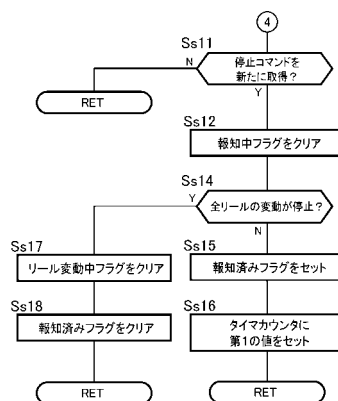 4
Ss11
停止コマンドを
新たに取得？
N
Y
RET
Ss12
報知中フラグをクリア
Ss14
全リールの変動が停止？
Y
N
Ss17
リール変動中フラグをクリア
Ss15
報知済みフラグをセット
Ss18
報知済みフラグをクリア
Ss16
タイマカウンタに
第1の値をセット
RET
RET